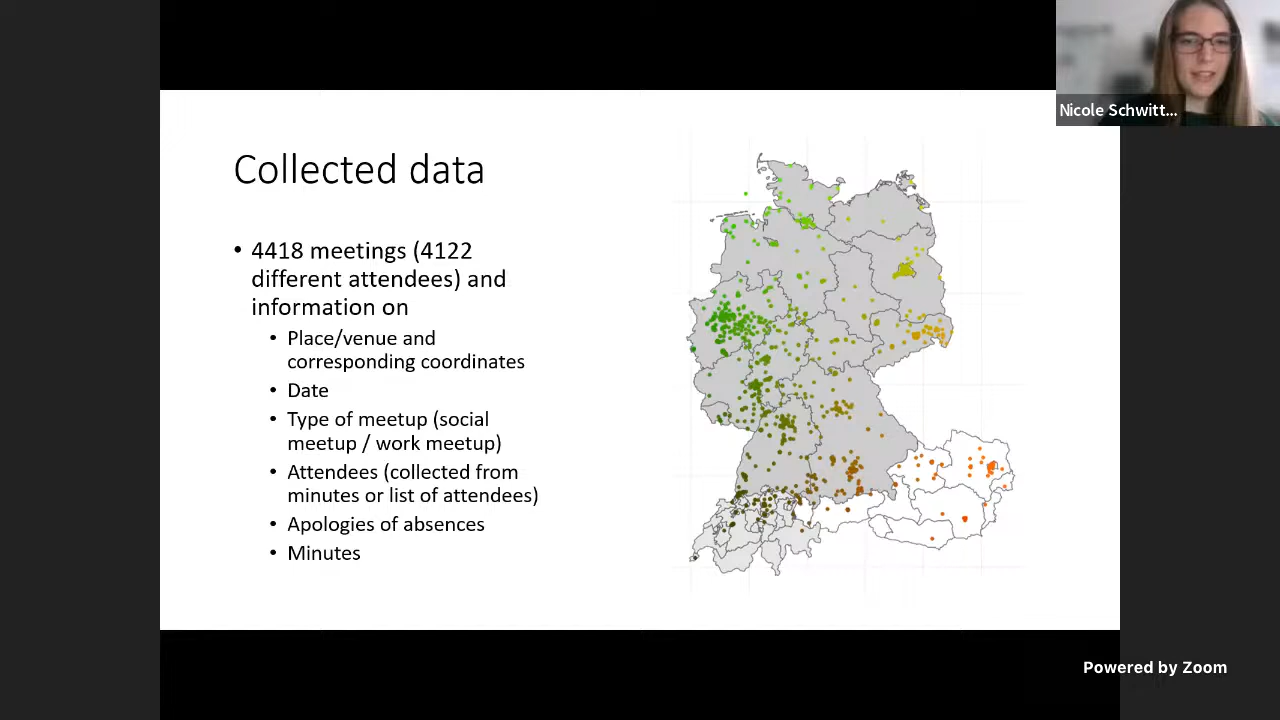 Nicole Schwitt...
Collected data
• 4418 meetings (4122
different attendees) and
information on
• Place/venue and
corresponding coordinates
• Date
• Type of meetup (social
meetup / work meetup)
• Attendees (collected from
minutes or list of attendees)
• Apologies of absences
• Minutes
Powered by Zoom